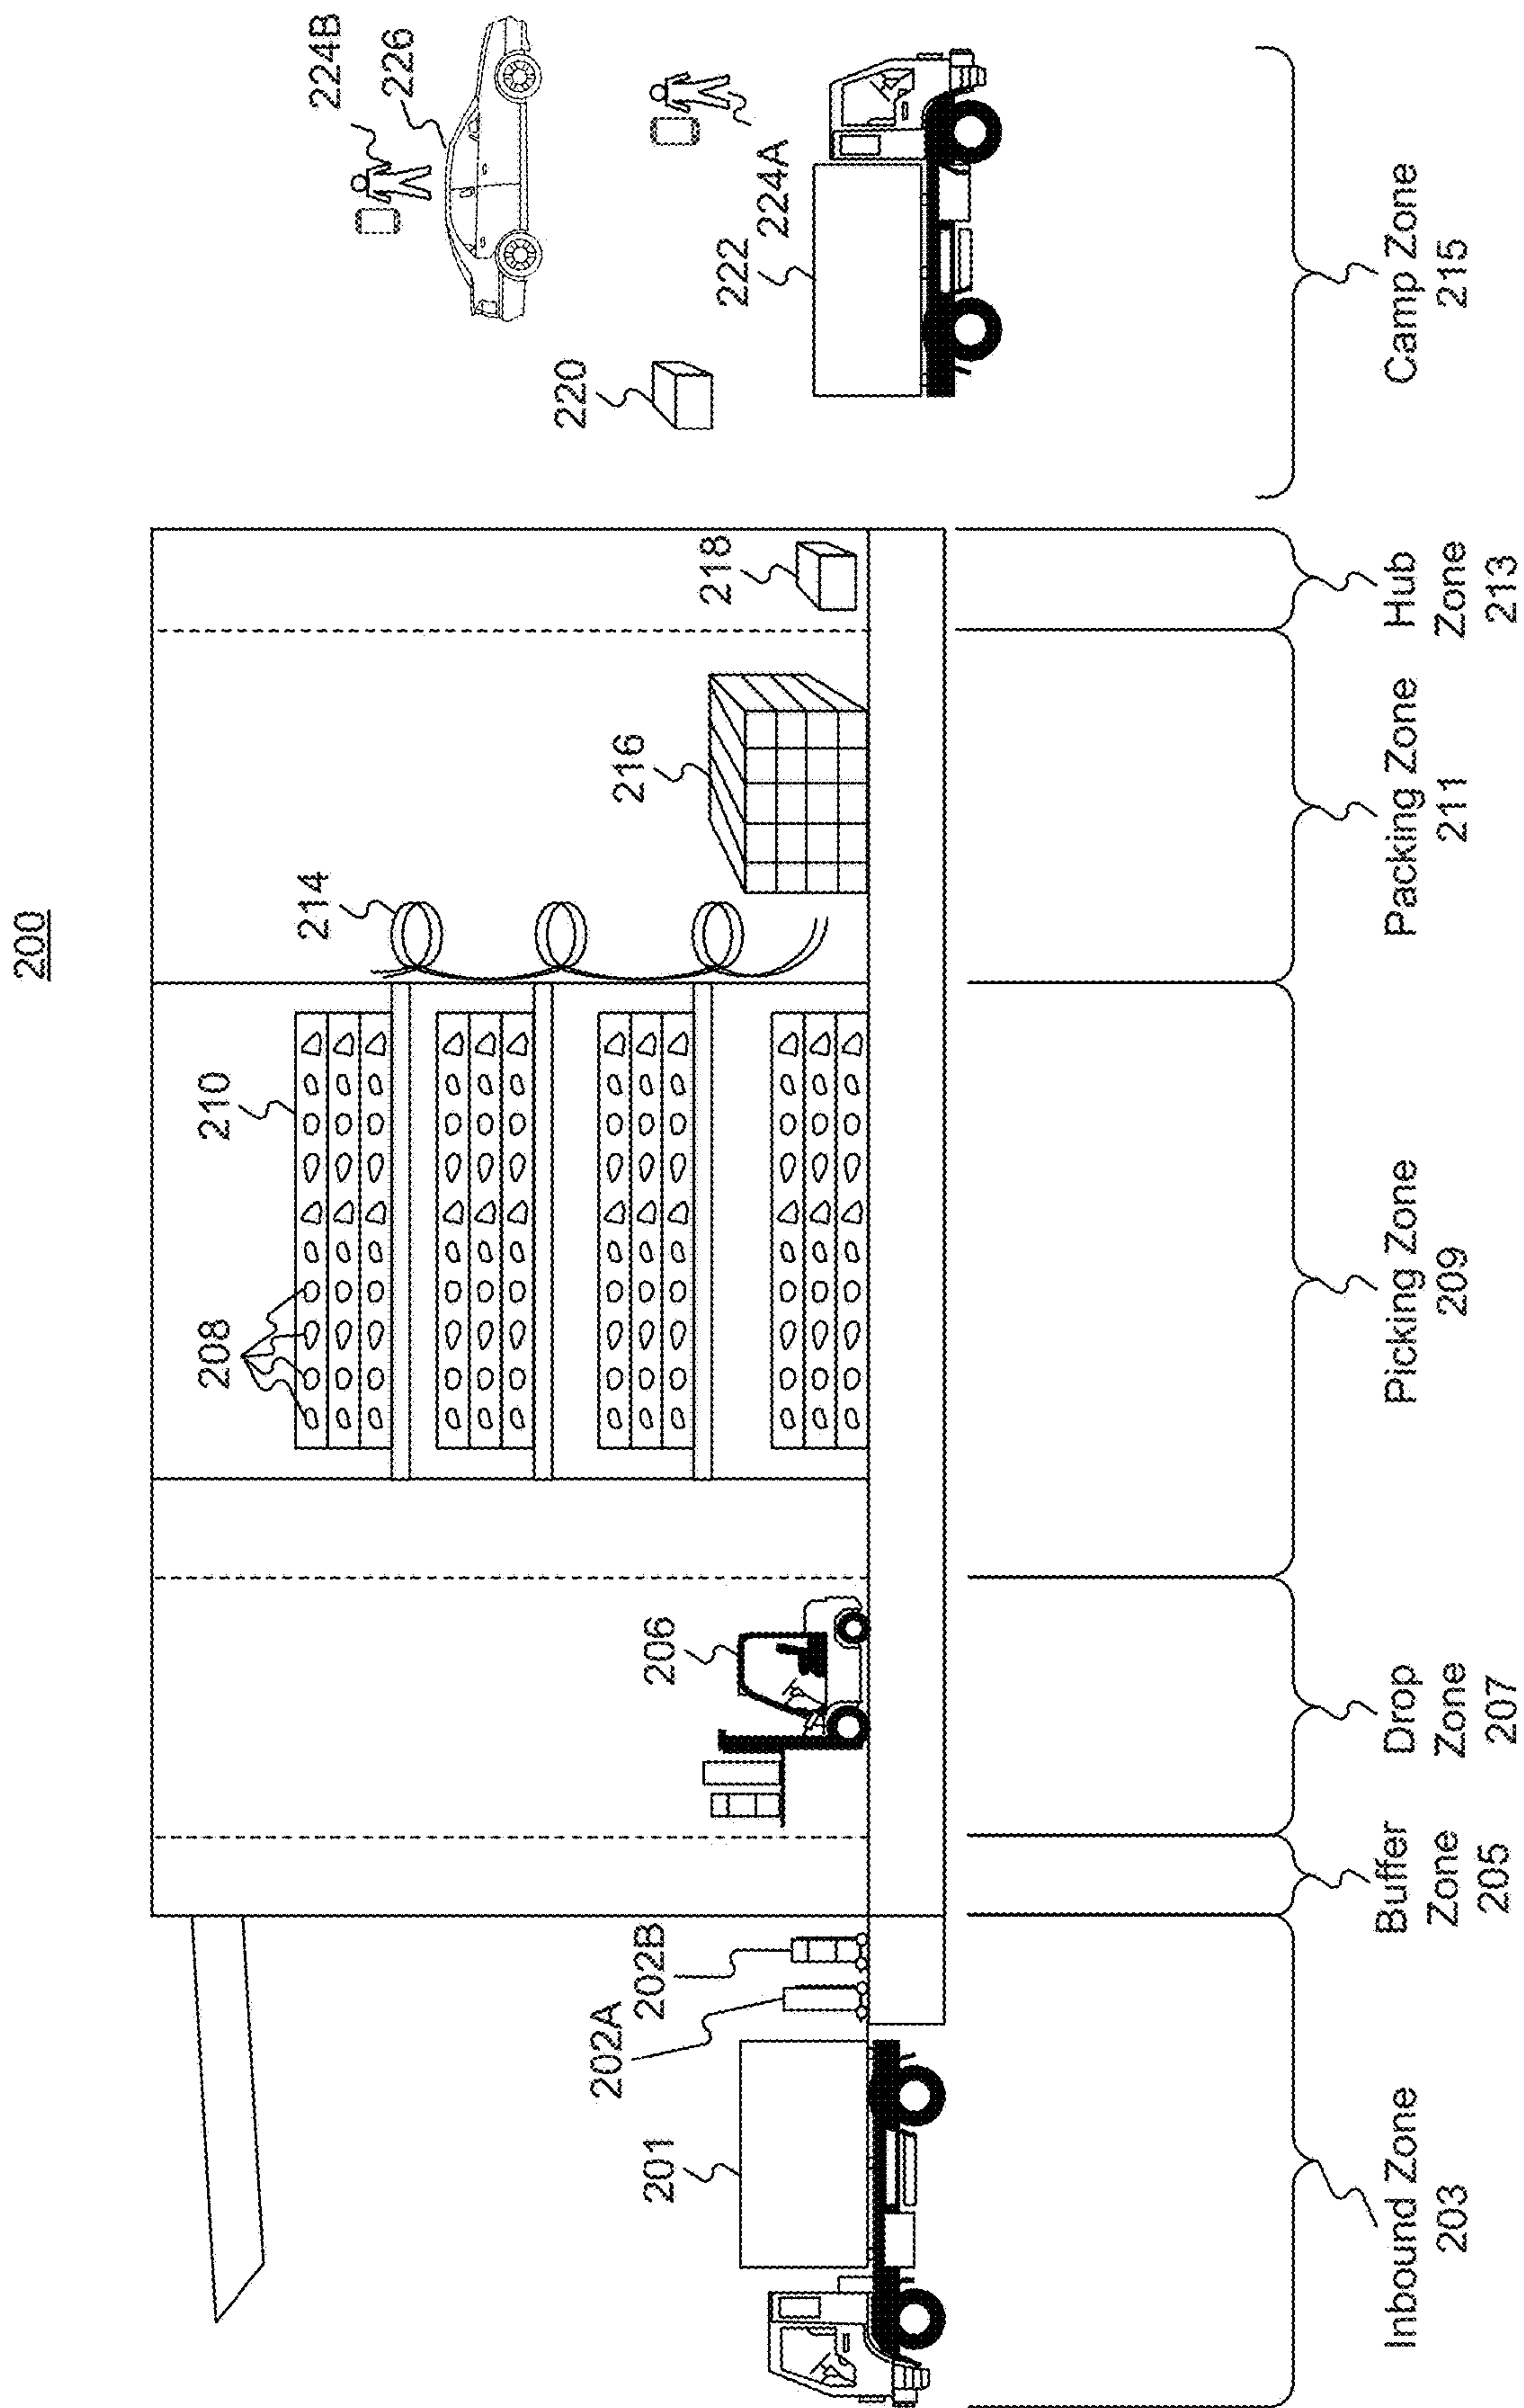 200
224B
226
224A
222
220
218
216
214
210
208
206
202B
202A
201
Inbound Zone
203
Buffer
Zone
205
Drop
Zone
207
Picking Zone
209
Packing Zone
211
Hub
Zone
213
Camp Zone
215